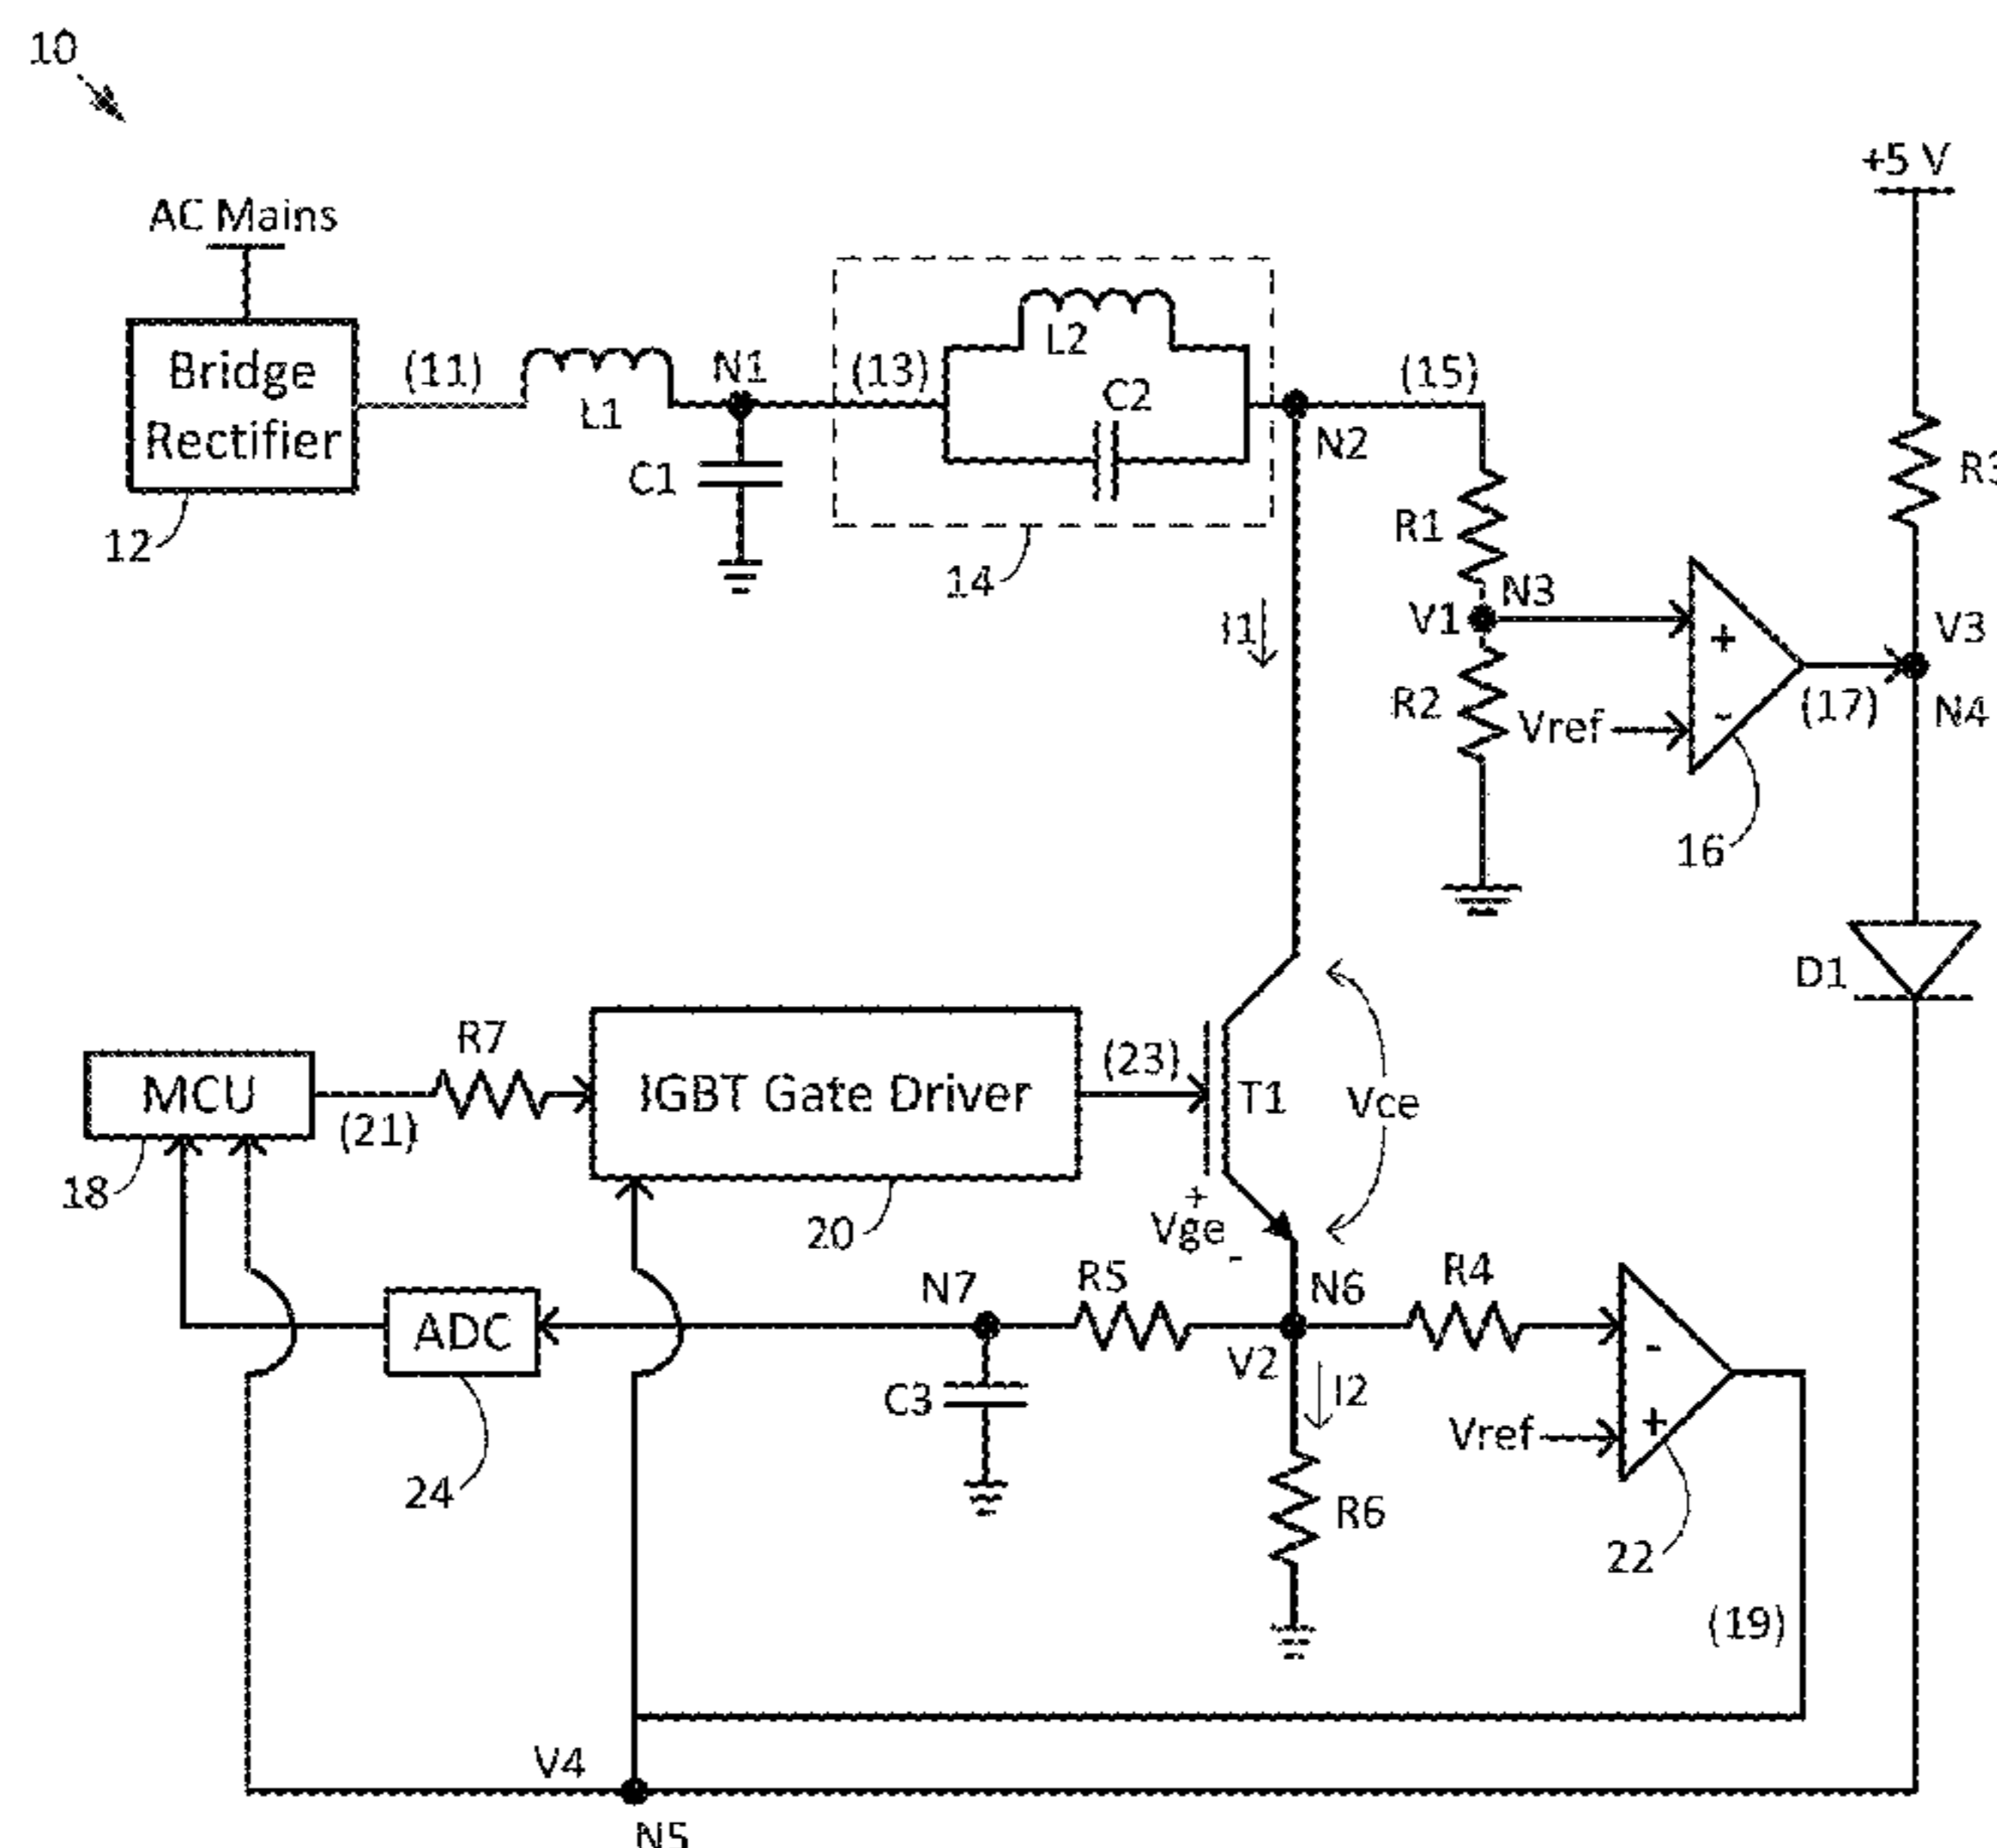 10
+5 V
AC Mains
Bridge
Rectifier
(11)
L1
N1
(13)
L2
C2
(15)
N2
C1
12
14
R1
R3
I1
V1
N3
+
V3
R2
Vref
-
(17)
N4
16
D1
MCU
R7
IGBT Gate Driver
(23)
T1
Vce
(21)
18
20
+
Vge
-
N7
R5
N6
R4
ADC
V2
-
C3
I2
Vref
+
24
R6
22
(19)
V4
N5